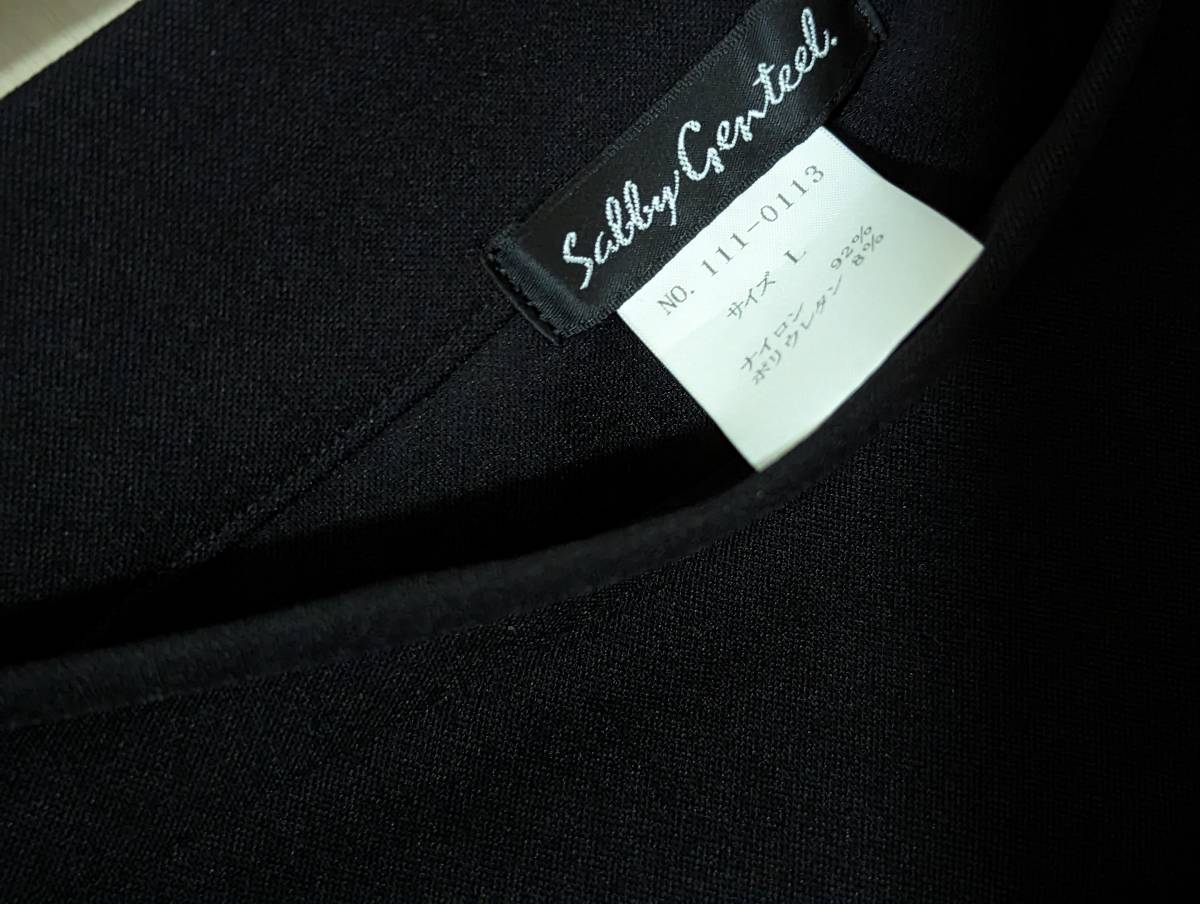 Sabby Genteel.
NO. 111-0113
サイズ L
ナイロン 92%
ポリウレタン 8%